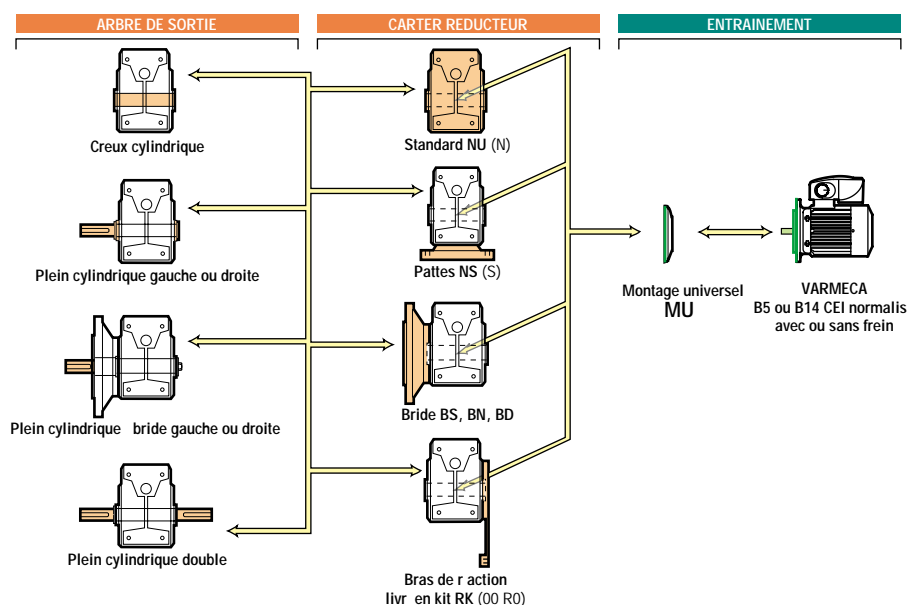 ARBRE DE SORTIE
CARTER REDUCTEUR
ENTRAINEMENT
Creux cylindrique
Standard NU (N)
Plein cylindrique gauche ou droite
Pattes NS (S)
Montage universel
MU
VARMECA
B5 ou B14 CEI normalis
avec ou sans frein
Plein cylindrique bride gauche ou droite
Bride BS, BN, BD
Plein cylindrique double
Bras de r action
livr en kit RK (00 R0)